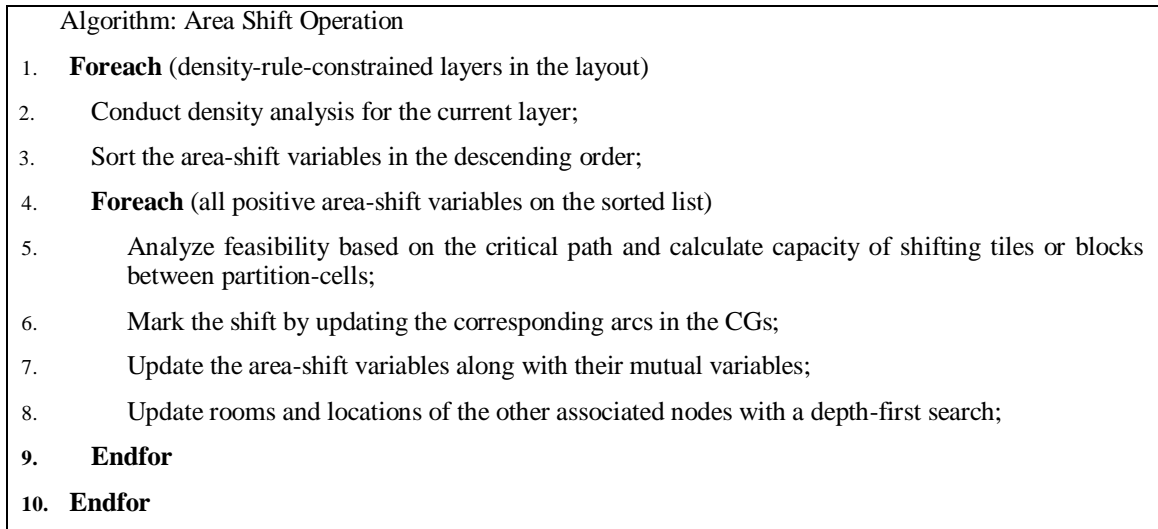 Algorithm: Area Shift Operation
1. Foreach (density-rule-constrained layers in the layout)
2. Conduct density analysis for the current layer;
3. Sort the area-shift variables in the descending order;
4. Foreach (all positive area-shift variables on the sorted list)
5. Analyze feasibility based on the critical path and calculate capacity of shifting tiles or blocks
between partition-cells;
6. Mark the shift by updating the corresponding arcs in the CGs;
7. Update the area-shift variables along with their mutual variables;
8. Update rooms and locations of the other associated nodes with a depth-first search;
9. Endfor
10. Endfor